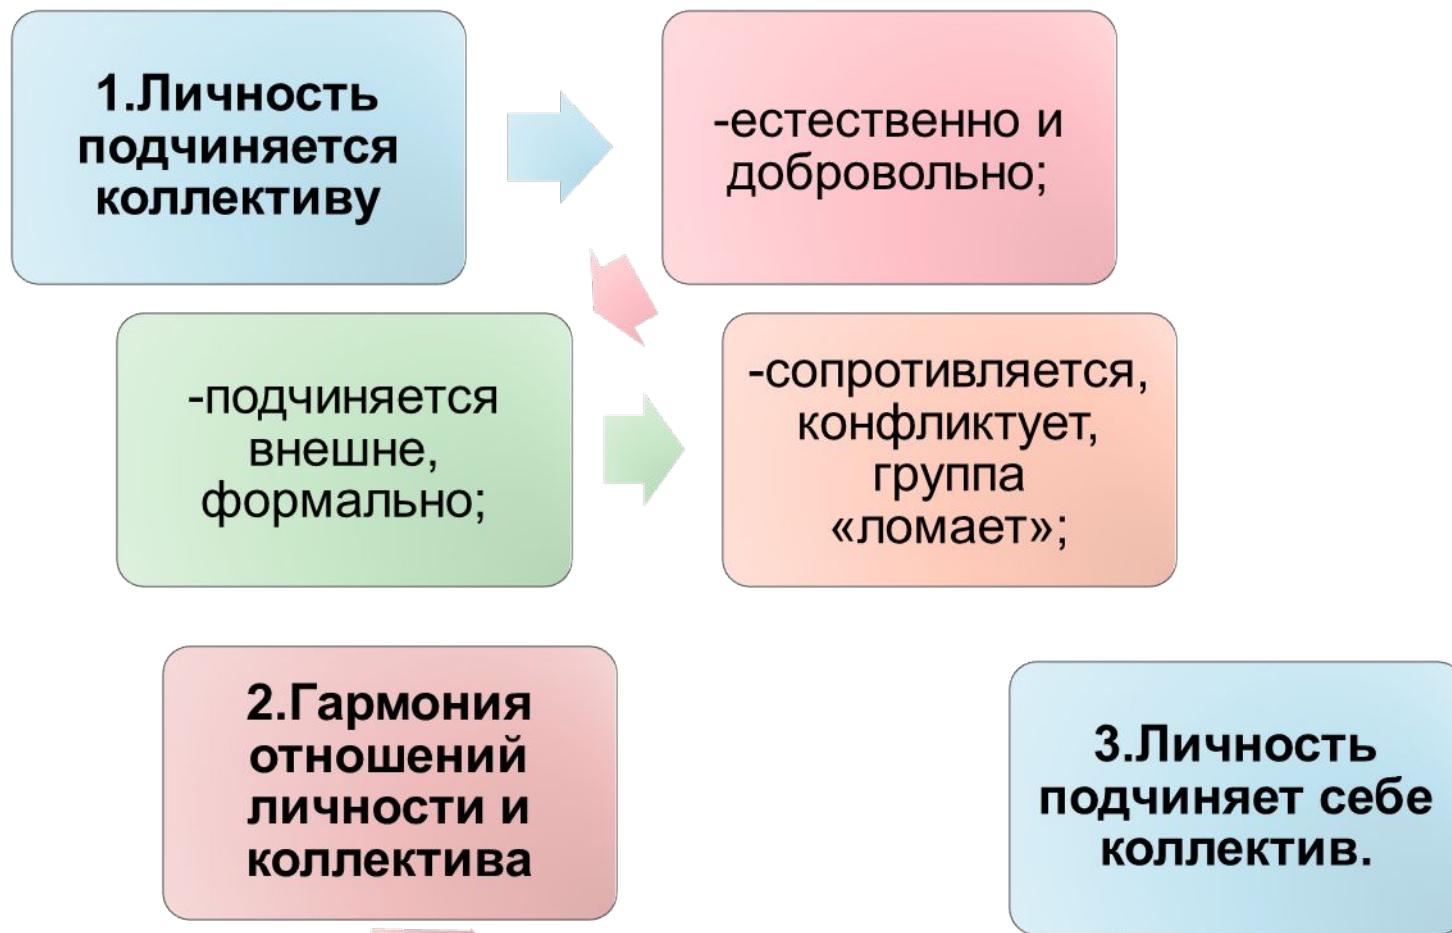 1.Личность
подчиняется
коллективу
-естественно и
добровольно;
-подчиняется
внешне,
формально;
-сопротивляется,
конфликтует,
группа
«ломает»;
2.Гармония
отношений
личности и
коллектива
3.Личность
подчиняет себе
коллектив.